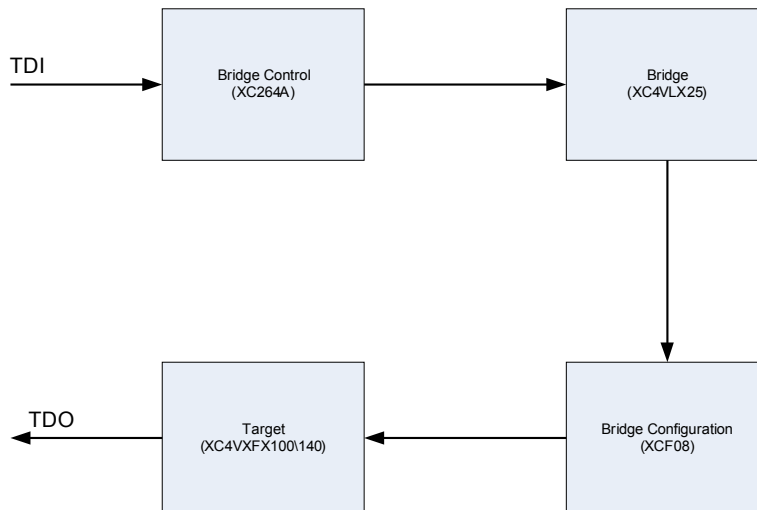 TDI
Bridge Control
(XC264A)
Bridge
(XC4VLX25)
TDO
Target
(XC4VXFX100\140)
Bridge Configuration
(XCF08)